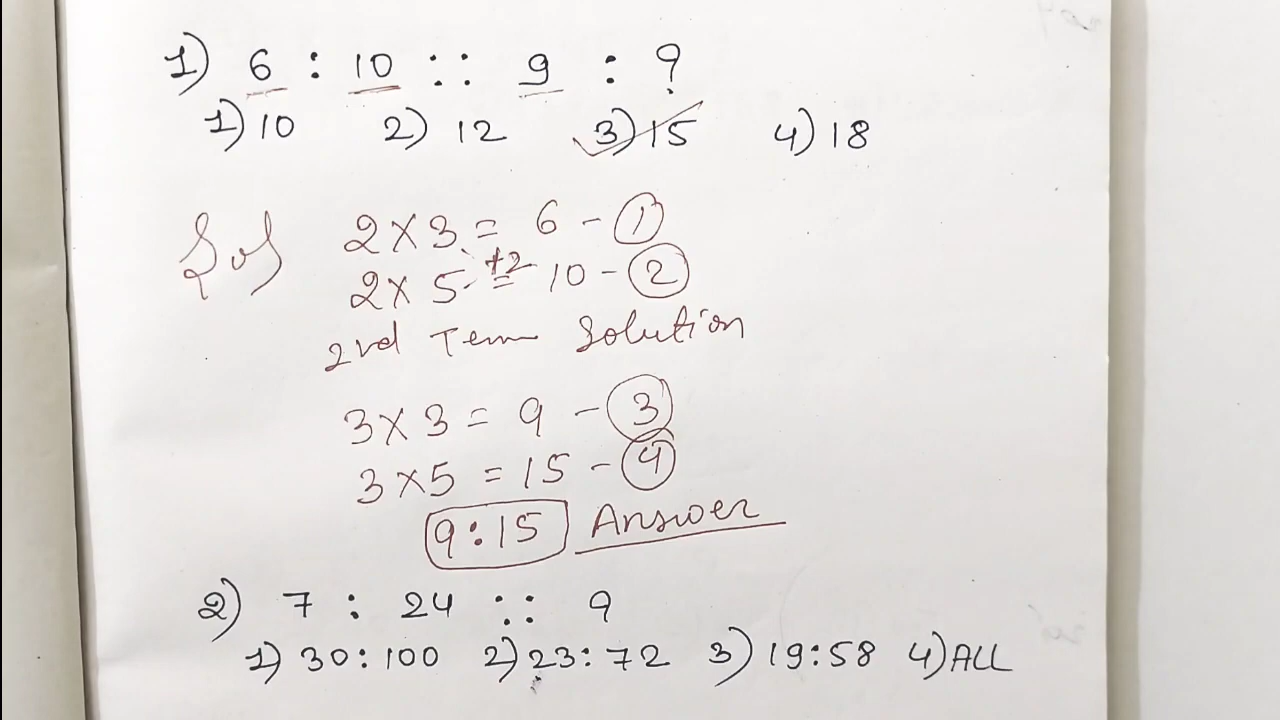 1) 6 : 10 :: 9 : ?
1) 10 2) 12 3) 15 4) 18
Sol 2 × 3 = 6 - 1
+2
2 × 5 = 10 - 2
2nd Term Solution
3 × 3 = 9 - 3
3 × 5 = 15 - 4
9:15 Answer
2) 7 : 24 :: 9
1) 30:100 2) 23:72 3) 19:58 4) ALL